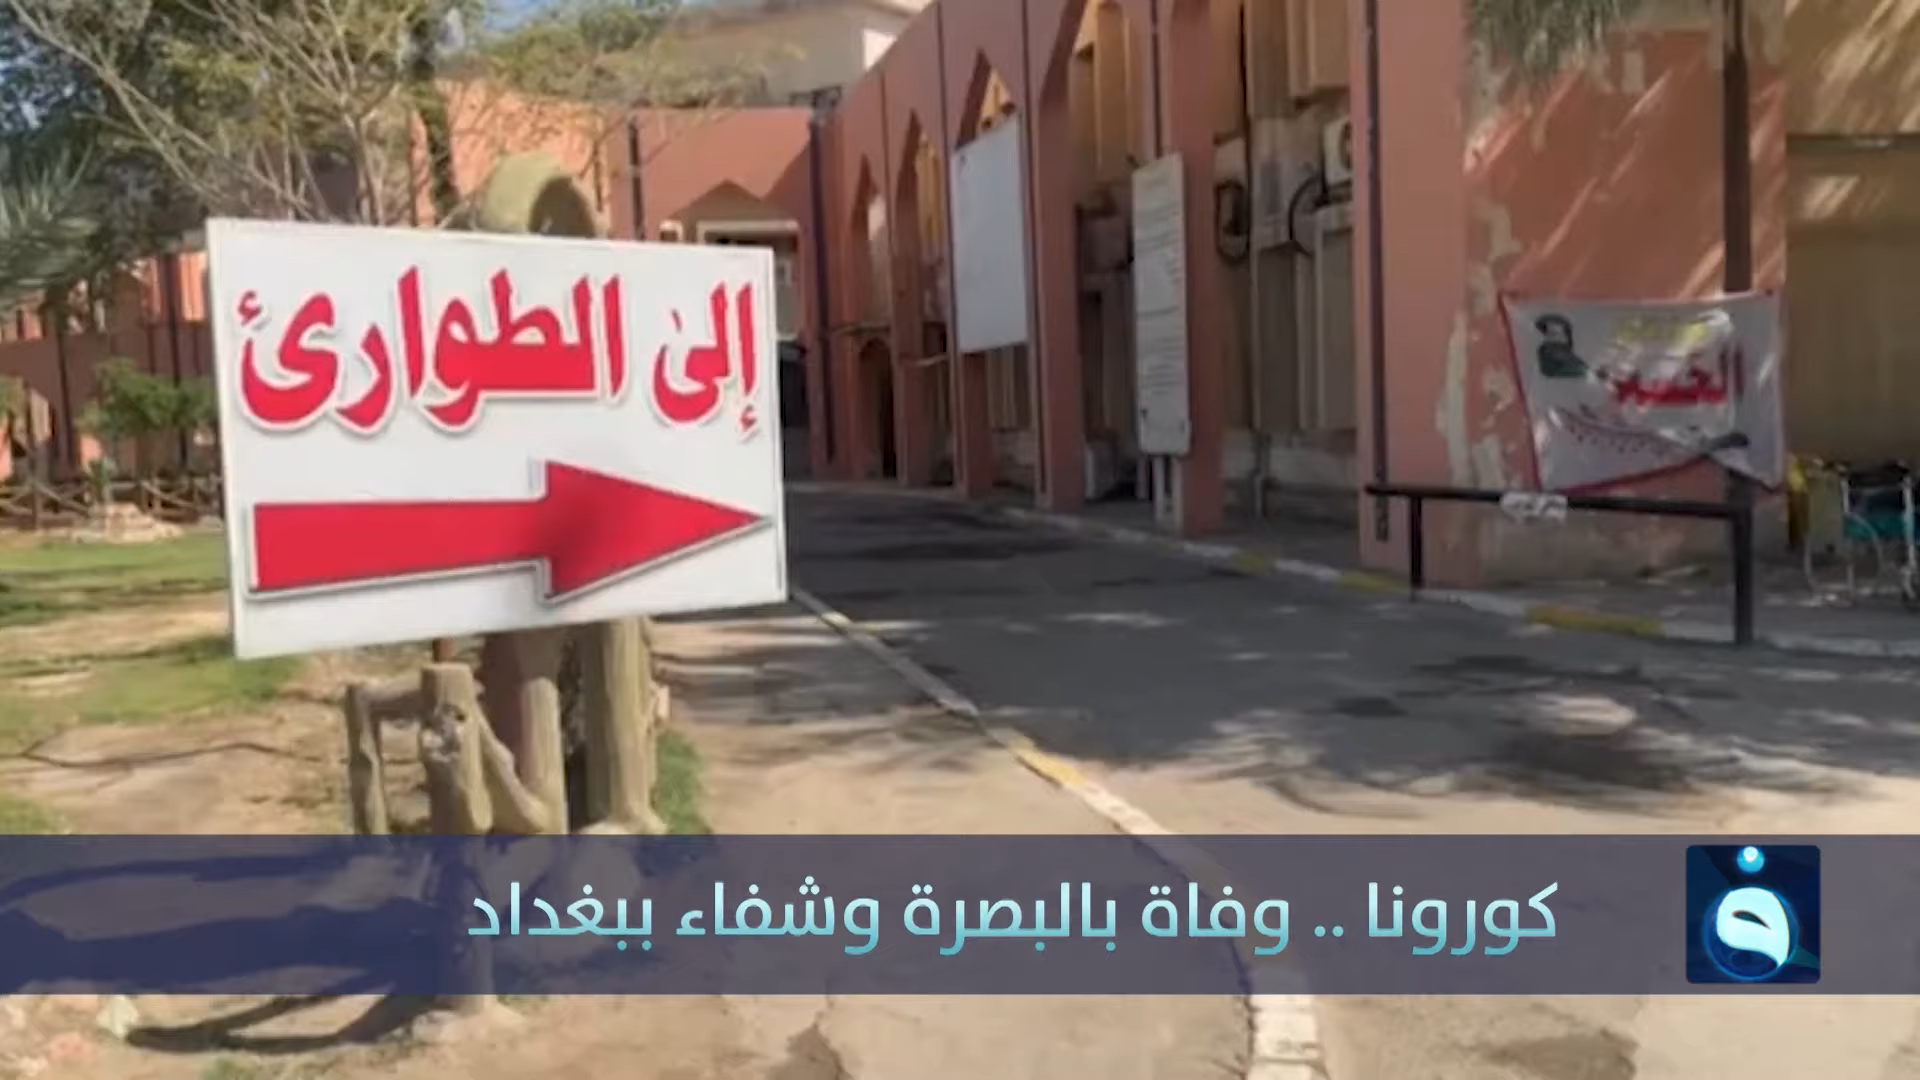 إلى الطوارئ
كورونا .. وفاة بالبصرة وشفاء ببغداد